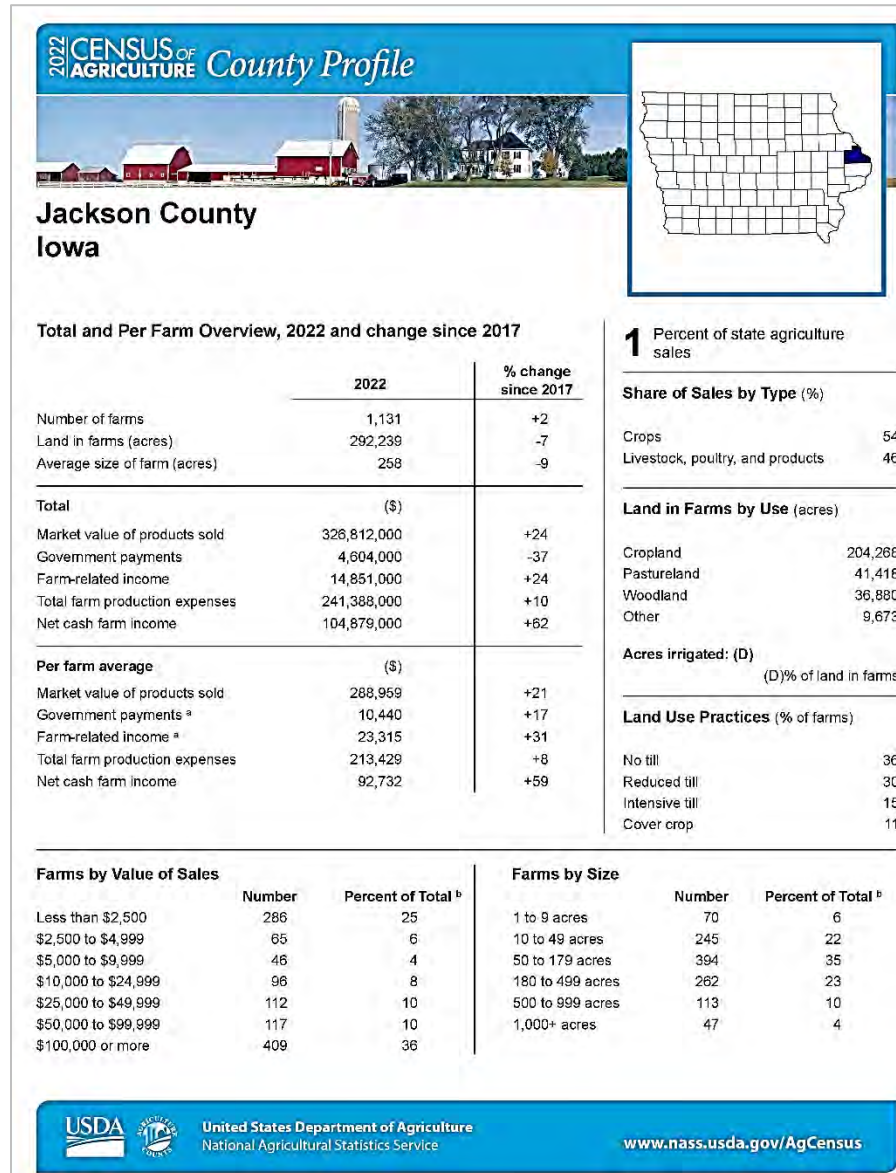 2022 CENSUS OF AGRICULTURE County Profile
Jackson County
Iowa
Total and Per Farm Overview, 2022 and change since 2017
2022 % change since 2017
Number of farms 1,131 +2
Land in farms (acres) 292,239 -7
Average size of farm (acres) 258 -9
Total ($)
Market value of products sold 326,812,000 +24
Government payments 4,604,000 -37
Farm-related income 14,851,000 +24
Total farm production expenses 241,388,000 +10
Net cash farm income 104,879,000 +62
Per farm average ($)
Market value of products sold 288,959 +21
Government payments ª 10,440 +17
Farm-related income ª 23,315 +31
Total farm production expenses 213,429 +8
Net cash farm income 92,732 +59
1 Percent of state agriculture
sales
Share of Sales by Type (%)
Crops 54
Livestock, poultry, and products 46
Land in Farms by Use (acres)
Cropland 204,268
Pastureland 41,418
Woodland 36,880
Other 9,673
Acres irrigated: (D)
(D)% of land in farms
Land Use Practices (% of farms)
No till 36
Reduced till 30
Intensive till 15
Cover crop 11
Farms by Value of Sales
Number Percent of Total ᵇ
Less than $2,500 286 25
$2,500 to $4,999 65 6
$5,000 to $9,999 46 4
$10,000 to $24,999 96 8
$25,000 to $49,999 112 10
$50,000 to $99,999 117 10
$100,000 or more 409 36
Farms by Size
Number Percent of Total ᵇ
1 to 9 acres 70 6
10 to 49 acres 245 22
50 to 179 acres 394 35
180 to 499 acres 262 23
500 to 999 acres 113 10
1,000+ acres 47 4
USDA
AGRICULTURE COUNTS
United States Department of Agriculture
National Agricultural Statistics Service
www.nass.usda.gov/AgCensus